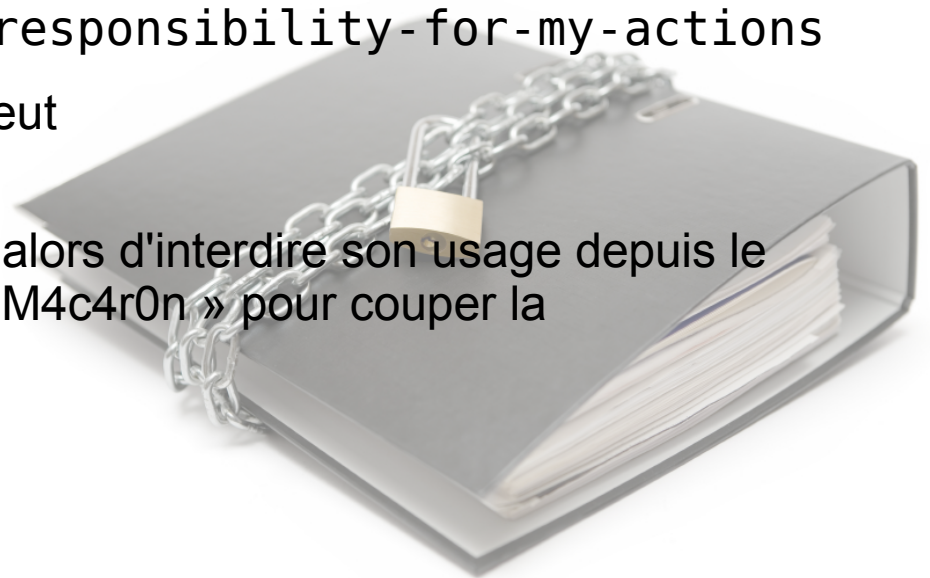 responsibility-for-my-actions
eut
alors d'interdire son usage depuis le
M4c4r0n » pour couper la